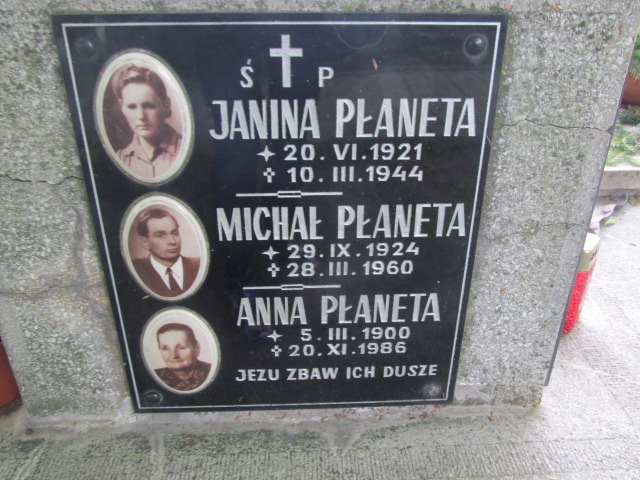 Ś P
JANINA PŁANETA
20. VI. 1921
10. III. 1944
MICHAŁ PŁANETA
29. IX. 1924
28. III. 1960
ANNA PŁANETA
5. III. 1900
20. XI. 1986
JEZU ZBAW ICH DUSZE